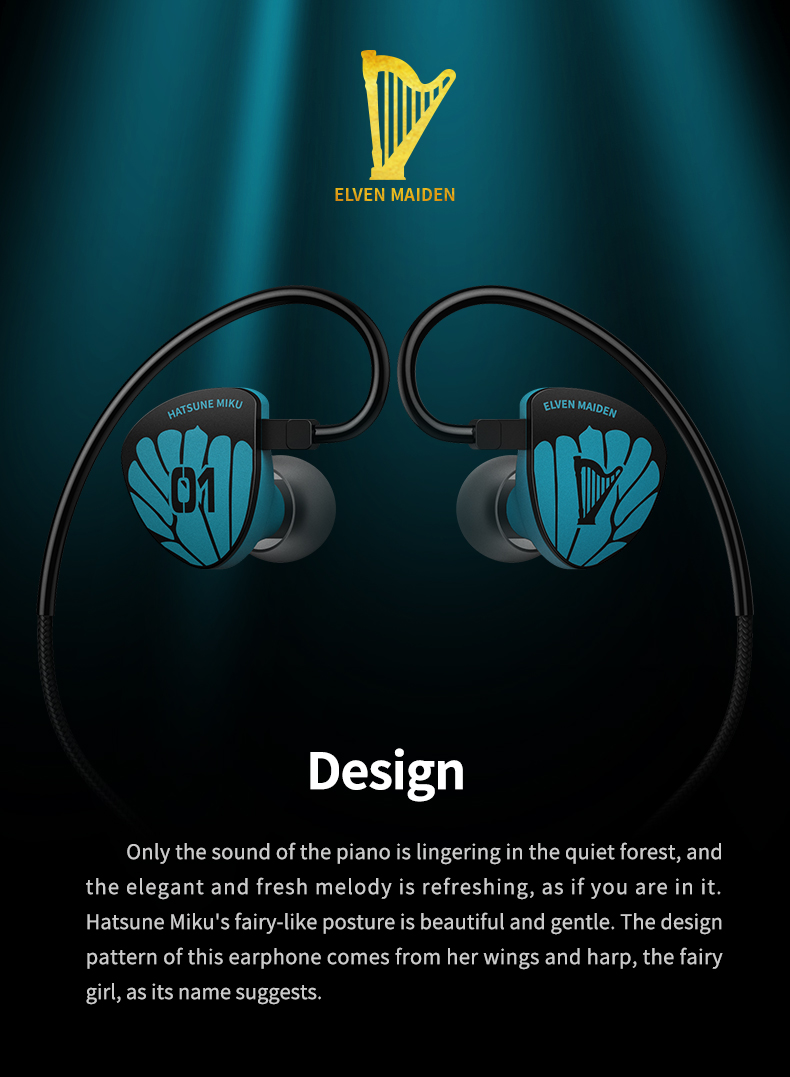 ELVEN MAIDEN
HATSUNE MIKU
01
ELVEN MAIDEN
Design
Only the sound of the piano is lingering in the quiet forest, and
the elegant and fresh melody is refreshing, as if you are in it.
Hatsune Miku's fairy-like posture is beautiful and gentle. The design
pattern of this earphone comes from her wings and harp, the fairy
girl, as its name suggests.